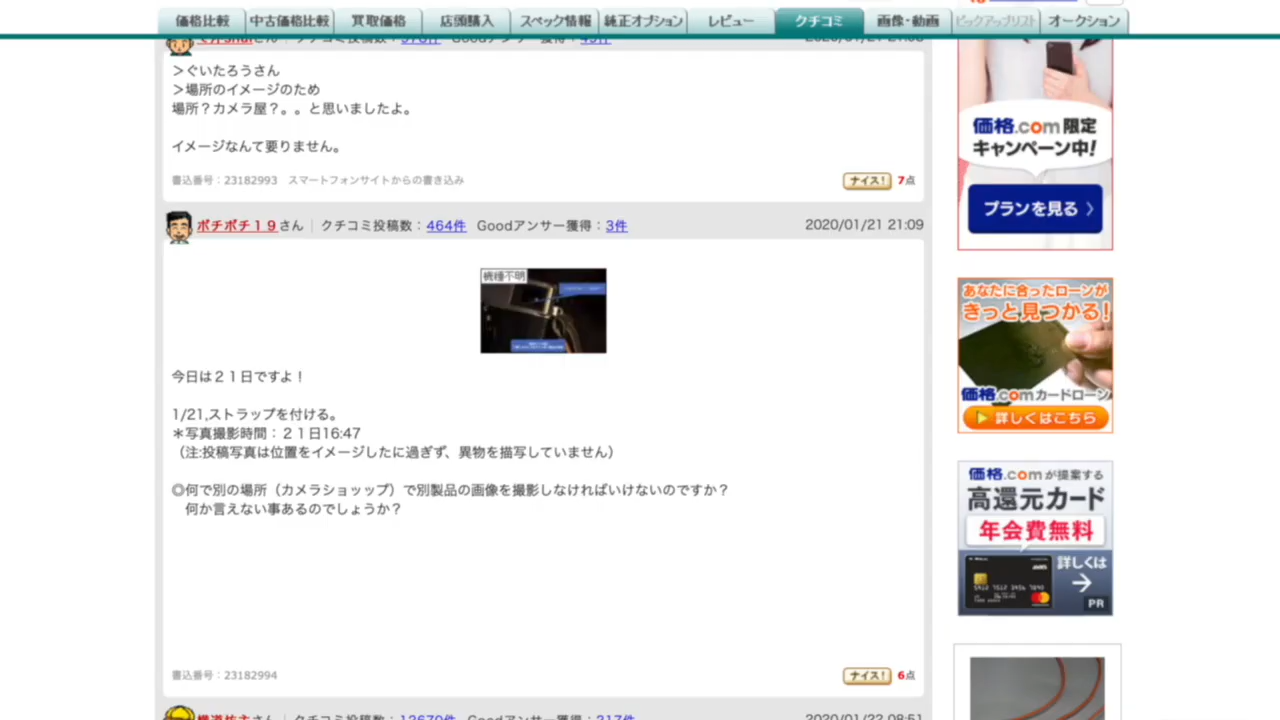 価格比較 中古価格比較 買取価格 店頭購入 スペック情報 純正オプション レビュー クチコミ 画像・動画 ピックアップリスト オークション
＞ぐいたろうさん
＞場所のイメージのため
場所？カメラ屋？。。と思いましたよ。
イメージなんて要りません。
書込番号：23182993 スマートフォンサイトからの書き込み
ナイス！ 7点
ポチポチ１９さん｜クチコミ投稿数：464件 Goodアンサー獲得：3件
2020/01/21 21:09
機種不明
今日は２１日ですよ！
1/21,ストラップを付ける。
＊写真撮影時間：２１日16:47
（注:投稿写真は位置をイメージしたに過ぎず、異物を描写していません）
◎何で別の場所（カメラショッップ）で別製品の画像を撮影しなければいけないのですか？
何か言えない事あるのでしょうか？
書込番号：23182994
ナイス！ 6点
価格.com 限定
キャンペーン中!
プランを見る
あなたに合ったローンが
きっと見つかる!
価格.comカードローン
詳しくはこちら
価格.comが提案する
高還元カード
年会費無料
詳しくは
PR